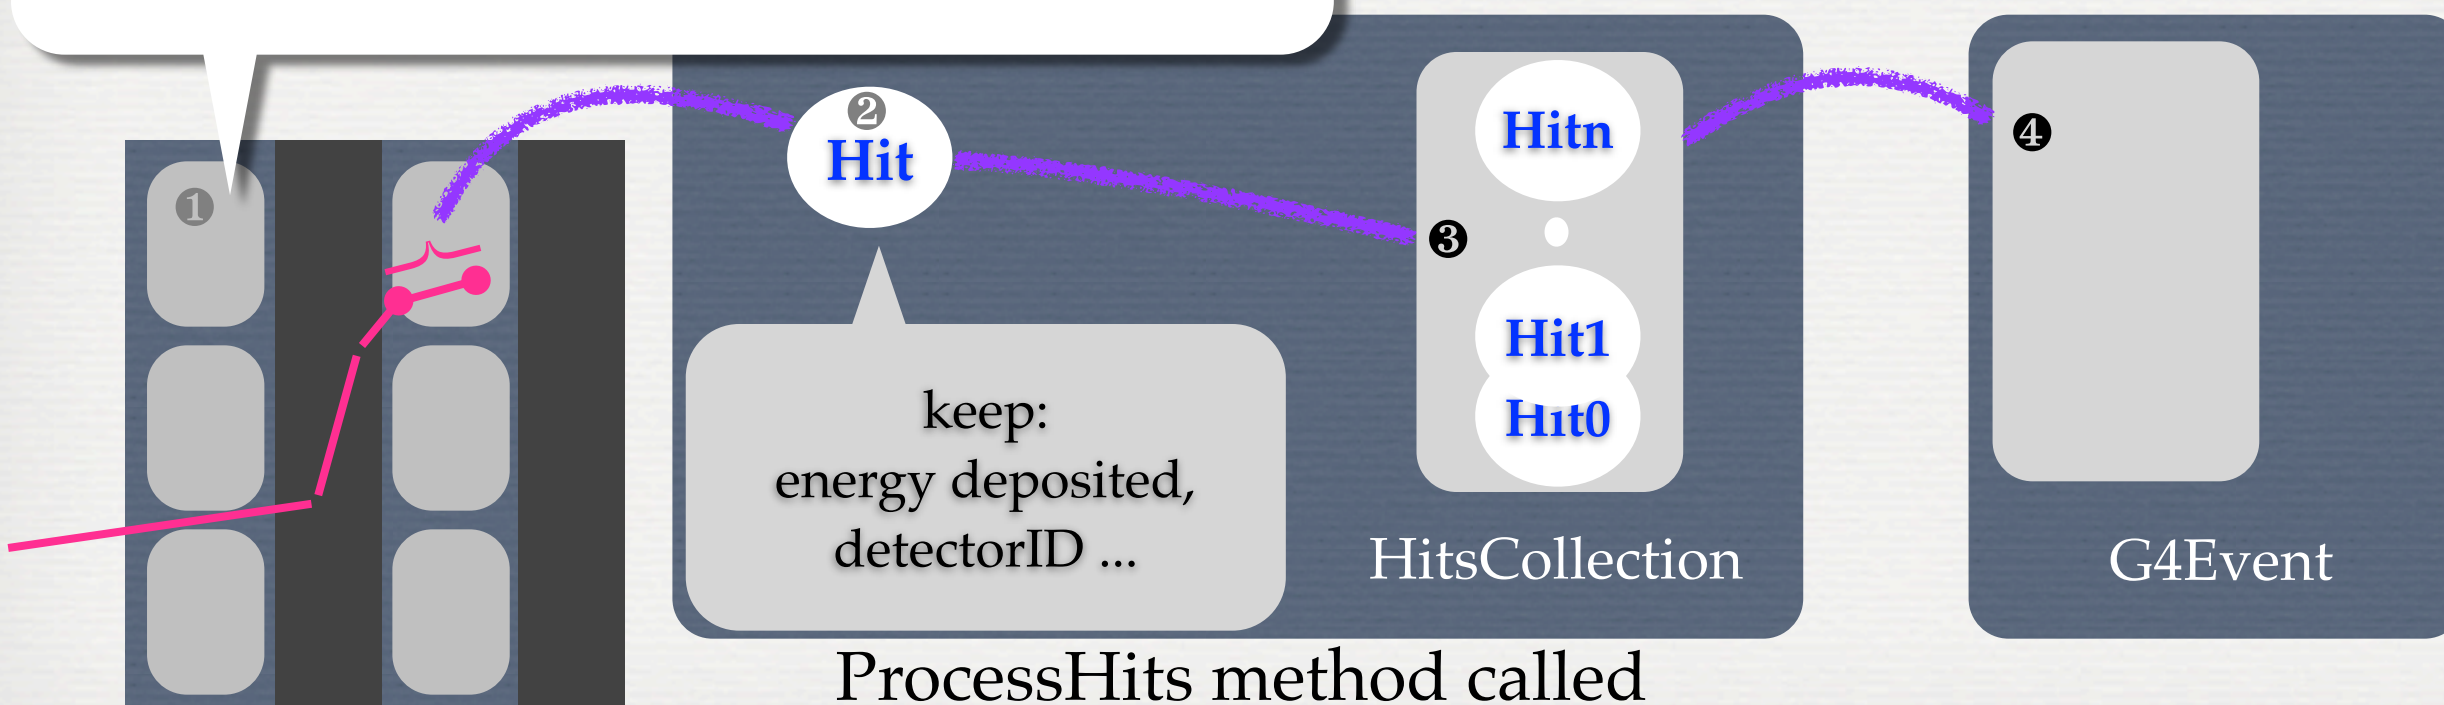 ❶
❷
Hit
keep:
energy deposited,
detectorID ...
❸
Hitn
Hit1
Hit0
HitsCollection
❹
G4Event
ProcessHits method called